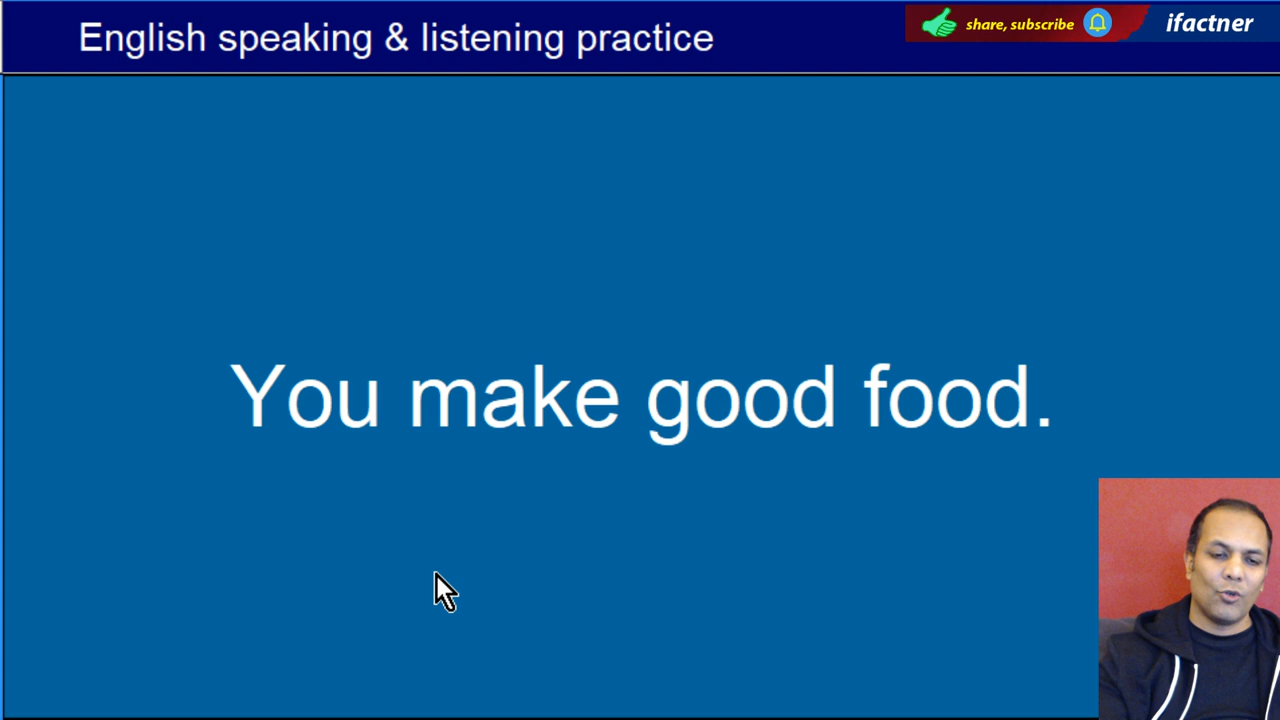 English speaking & listening practice
share, subscribe
ifactner
You make good food.